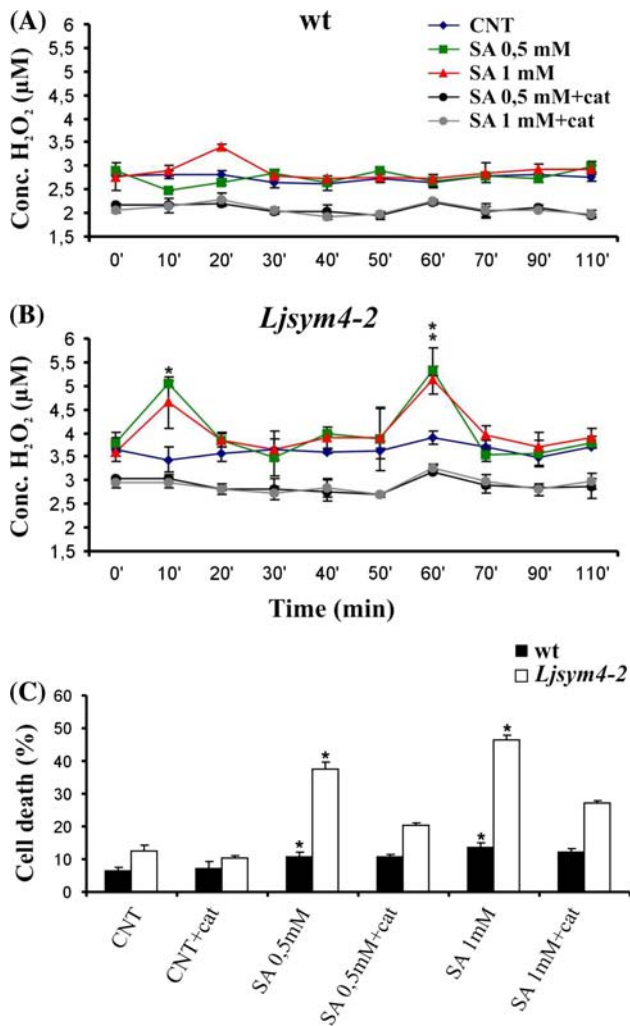 (A) wt
CNT
SA 0,5 mM
SA 1 mM
SA 0,5 mM+cat
SA 1 mM+cat
Conc. H₂O₂ (µM)
6
5,5
5
4,5
4
3,5
3
2,5
2
1,5
0' 10' 20' 30' 40' 50' 60' 70' 90' 110'
(B) Ljsym4-2
Conc. H₂O₂ (µM)
6
5,5
5
4,5
4
3,5
3
2,5
2
1,5
*
*
*
0' 10' 20' 30' 40' 50' 60' 70' 90' 110'
Time (min)
(C)
wt
Ljsym4-2
Cell death (%)
60
50
40
30
20
10
0
* * * *
CNT
CNT+cat
SA 0,5mM
SA 0,5mM+cat
SA 1mM
SA 1mM+cat